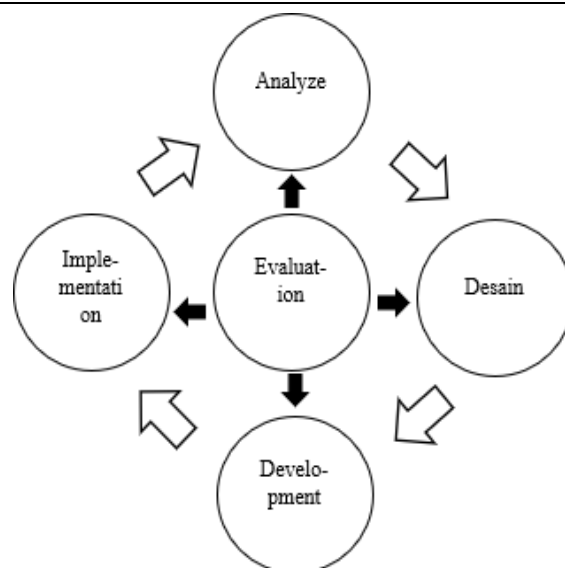 Analyze
Imple-
mentati
on
Evaluat-
ion
Desain
Develo-
pment